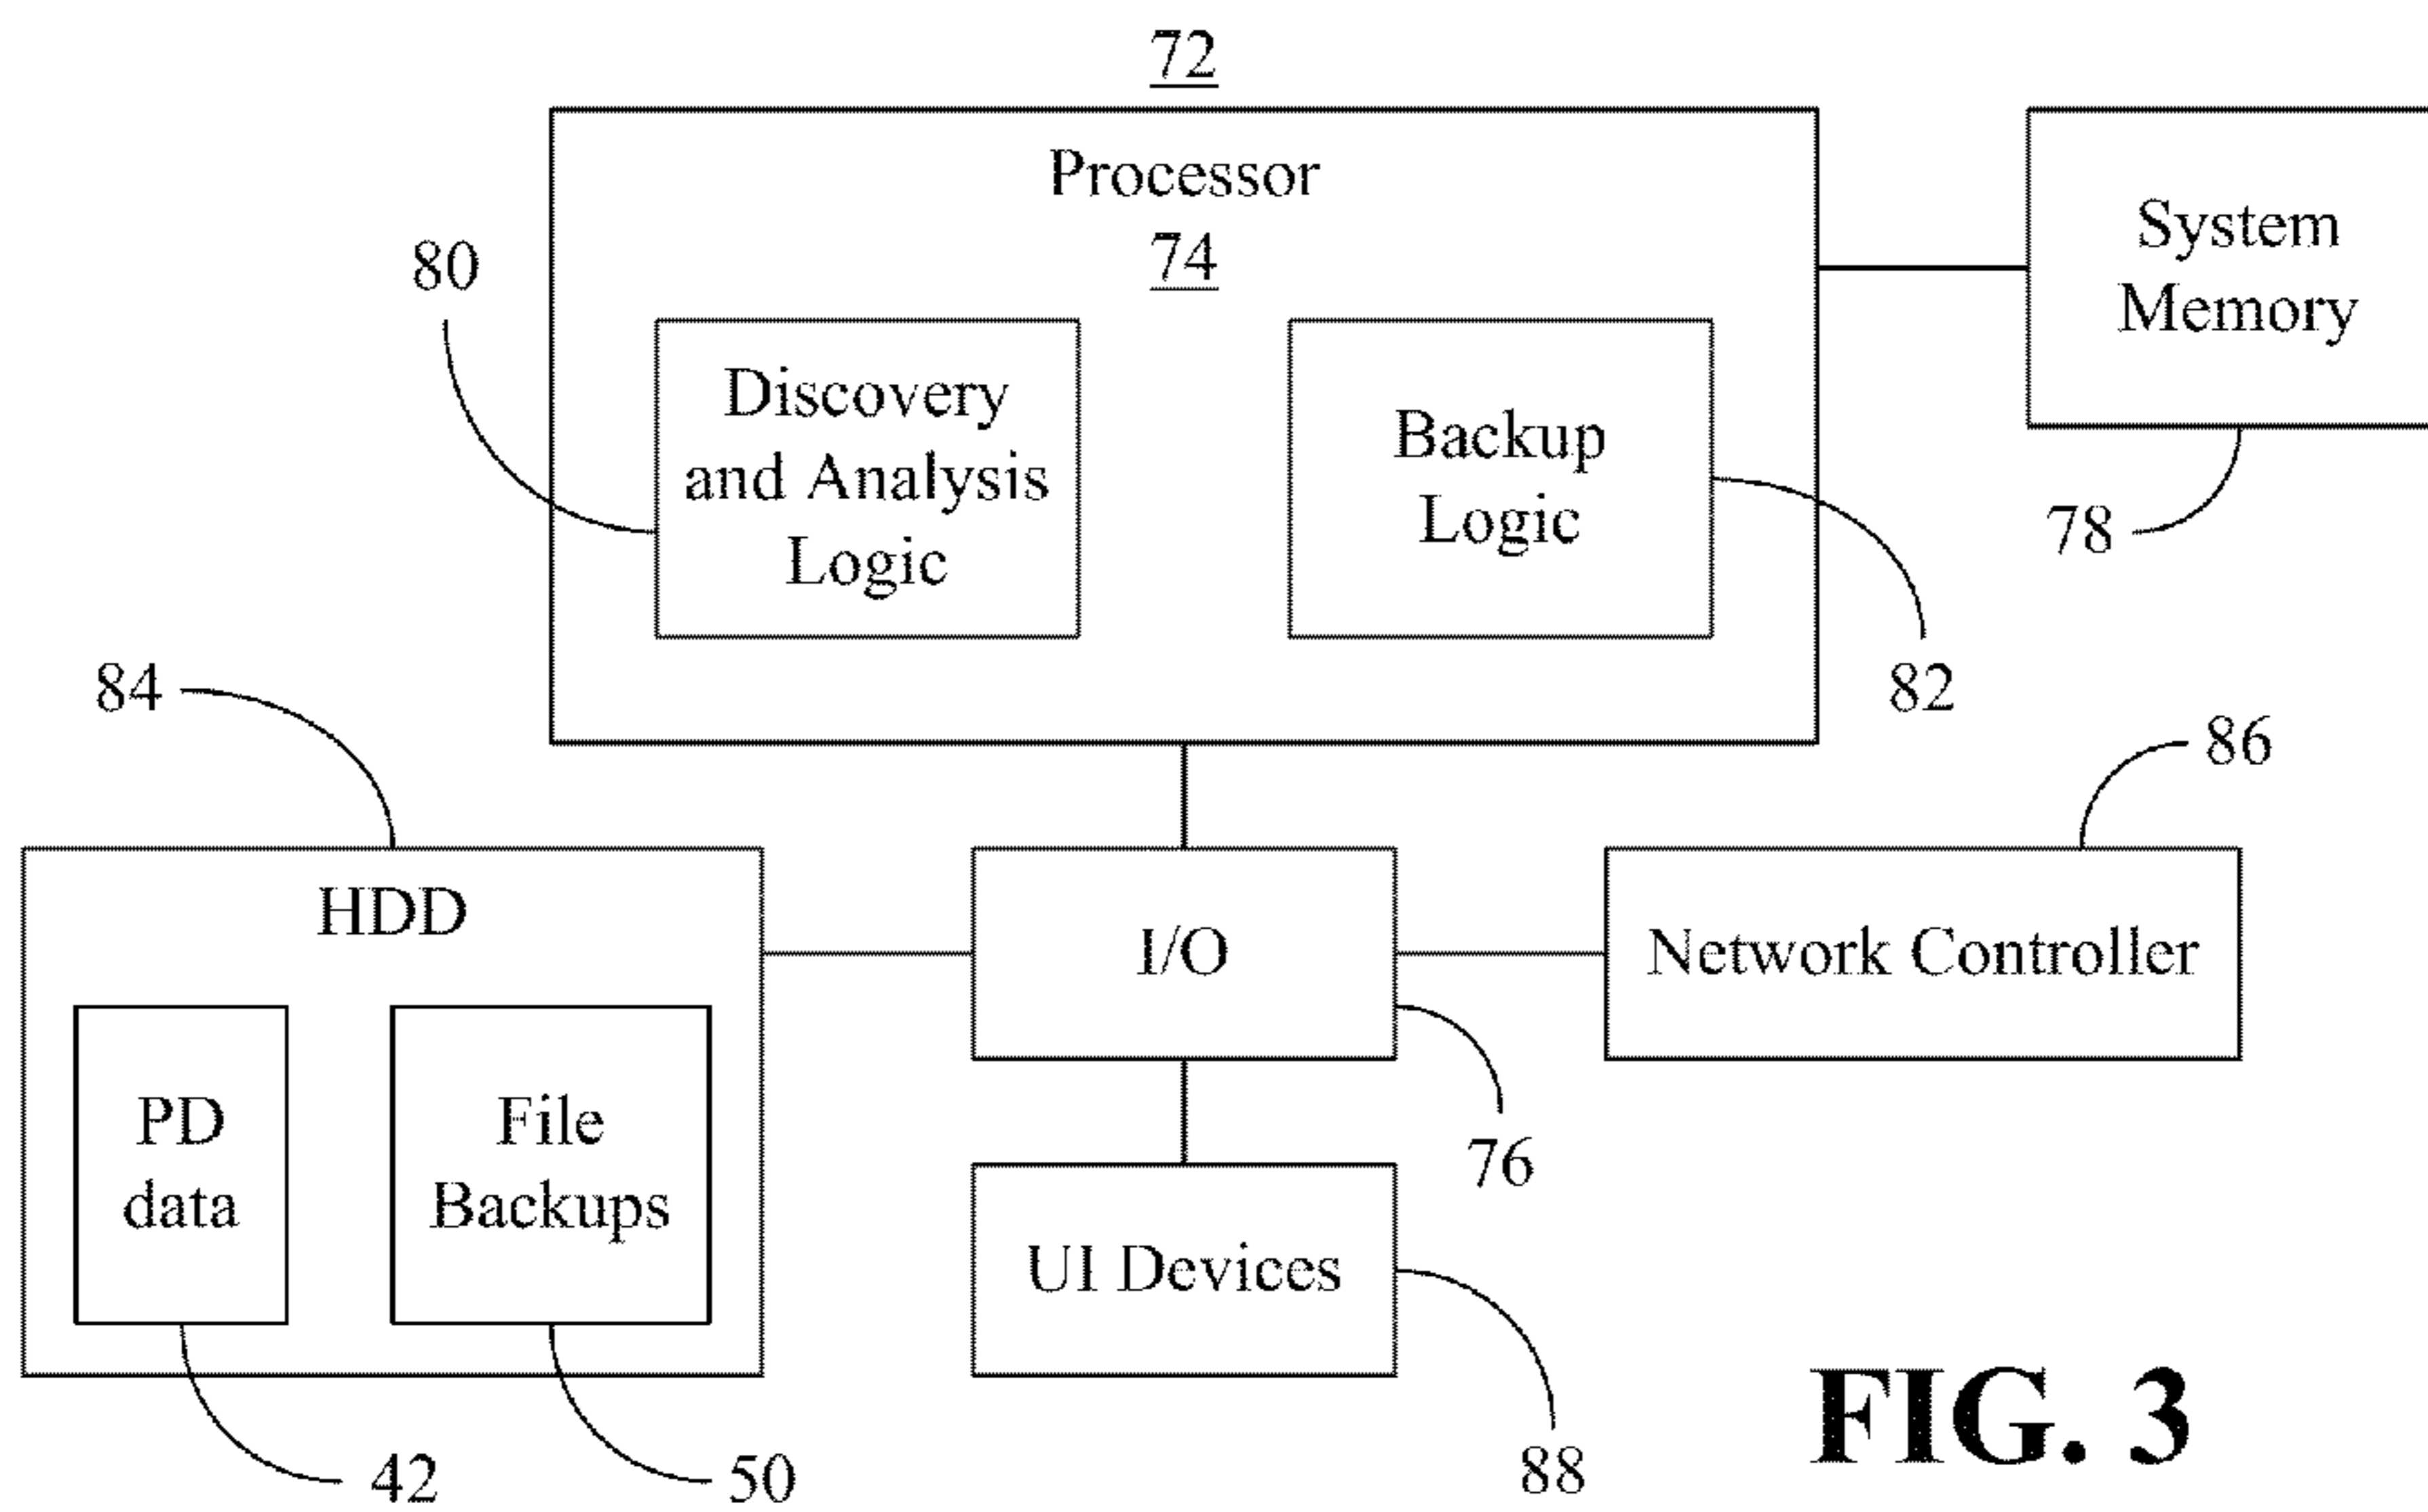 72
Processor
74
System
Memory
80
Discovery
and Analysis
Logic
Backup
Logic
78
84
82
86
HDD
I/O
Network Controller
PD
data
File
Backups
76
UI Devices
42
50
88
FIG. 3